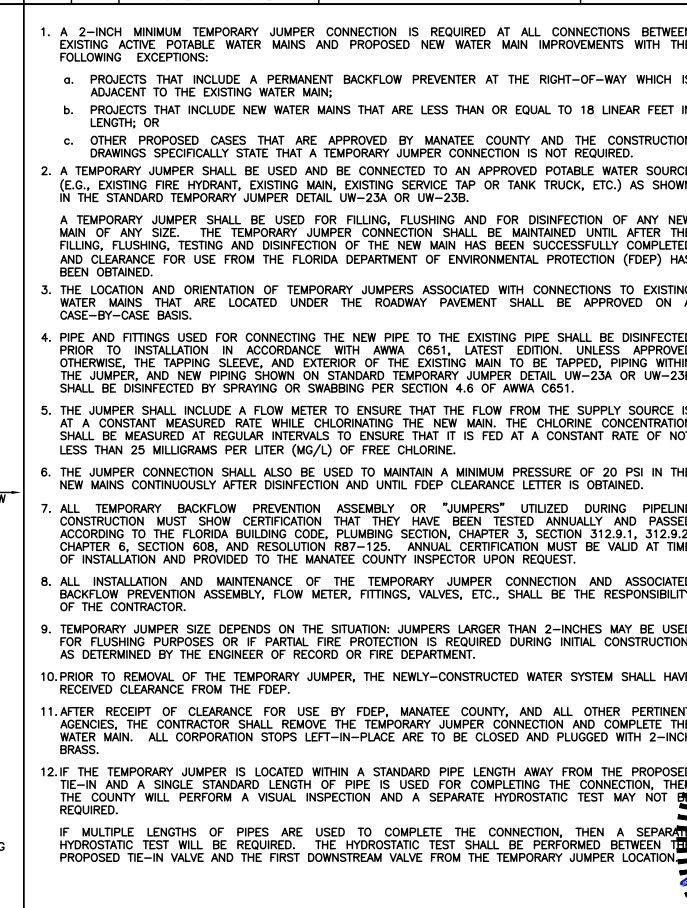 1. A 2-INCH MINIMUM TEMPORARY JUMPER CONNECTION IS REQUIRED AT ALL CONNECTIONS BETWEEN
EXISTING ACTIVE POTABLE WATER MAINS AND PROPOSED NEW WATER MAIN IMPROVEMENTS WITH THE
FOLLOWING EXCEPTIONS:
a. PROJECTS THAT INCLUDE A PERMANENT BACKFLOW PREVENTER AT THE RIGHT-OF-WAY WHICH IS
ADJACENT TO THE EXISTING WATER MAIN;
b. PROJECTS THAT INCLUDE NEW WATER MAINS THAT ARE LESS THAN OR EQUAL TO 18 LINEAR FEET IN
LENGTH; OR
c. OTHER PROPOSED CASES THAT ARE APPROVED BY MANATEE COUNTY AND THE CONSTRUCTION
DRAWINGS SPECIFICALLY STATE THAT A TEMPORARY JUMPER CONNECTION IS NOT REQUIRED.
2. A TEMPORARY JUMPER SHALL BE USED AND BE CONNECTED TO AN APPROVED POTABLE WATER SOURCE
(E.G., EXISTING FIRE HYDRANT, EXISTING MAIN, EXISTING SERVICE TAP OR TANK TRUCK, ETC.) AS SHOWN
IN THE STANDARD TEMPORARY JUMPER DETAIL UW-23A OR UW-23B.
A TEMPORARY JUMPER SHALL BE USED FOR FILLING, FLUSHING AND FOR DISINFECTION OF ANY NEW
MAIN OF ANY SIZE. THE TEMPORARY JUMPER CONNECTION SHALL BE MAINTAINED UNTIL AFTER THE
FILLING, FLUSHING, TESTING AND DISINFECTION OF THE NEW MAIN HAS BEEN SUCCESSFULLY COMPLETED
AND CLEARANCE FOR USE FROM THE FLORIDA DEPARTMENT OF ENVIRONMENTAL PROTECTION (FDEP) HAS
BEEN OBTAINED.
3. THE LOCATION AND ORIENTATION OF TEMPORARY JUMPERS ASSOCIATED WITH CONNECTIONS TO EXISTING
WATER MAINS THAT ARE LOCATED UNDER THE ROADWAY PAVEMENT SHALL BE APPROVED ON A
CASE-BY-CASE BASIS.
4. PIPE AND FITTINGS USED FOR CONNECTING THE NEW PIPE TO THE EXISTING PIPE SHALL BE DISINFECTED
PRIOR TO INSTALLATION IN ACCORDANCE WITH AWWA C651, LATEST EDITION. UNLESS APPROVED
OTHERWISE, THE TAPPING SLEEVE, AND EXTERIOR OF THE EXISTING MAIN TO BE TAPPED, PIPING WITHIN
THE JUMPER, AND NEW PIPING SHOWN ON STANDARD TEMPORARY JUMPER DETAIL UW-23A OR UW-23B
SHALL BE DISINFECTED BY SPRAYING OR SWABBING PER SECTION 4.6 OF AWWA C651.
5. THE JUMPER SHALL INCLUDE A FLOW METER TO ENSURE THAT THE FLOW FROM THE SUPPLY SOURCE IS
AT A CONSTANT MEASURED RATE WHILE CHLORINATING THE NEW MAIN. THE CHLORINE CONCENTRATION
SHALL BE MEASURED AT REGULAR INTERVALS TO ENSURE THAT IT IS FED AT A CONSTANT RATE OF NOT
LESS THAN 25 MILLIGRAMS PER LITER (MG/L) OF FREE CHLORINE.
6. THE JUMPER CONNECTION SHALL ALSO BE USED TO MAINTAIN A MINIMUM PRESSURE OF 20 PSI IN THE
NEW MAINS CONTINUOUSLY AFTER DISINFECTION AND UNTIL FDEP CLEARANCE LETTER IS OBTAINED.
W
7. ALL TEMPORARY BACKFLOW PREVENTION ASSEMBLY OR "JUMPERS" UTILIZED DURING PIPELINE
CONSTRUCTION MUST SHOW CERTIFICATION THAT THEY HAVE BEEN TESTED ANNUALLY AND PASSED
ACCORDING TO THE FLORIDA BUILDING CODE, PLUMBING SECTION, CHAPTER 3, SECTION 312.9.1, 312.9.2,
CHAPTER 6, SECTION 608, AND RESOLUTION R87-125. ANNUAL CERTIFICATION MUST BE VALID AT TIME
OF INSTALLATION AND PROVIDED TO THE MANATEE COUNTY INSPECTOR UPON REQUEST.
8. ALL INSTALLATION AND MAINTENANCE OF THE TEMPORARY JUMPER CONNECTION AND ASSOCIATED
BACKFLOW PREVENTION ASSEMBLY, FLOW METER, FITTINGS, VALVES, ETC., SHALL BE THE RESPONSIBILITY
OF THE CONTRACTOR.
9. TEMPORARY JUMPER SIZE DEPENDS ON THE SITUATION: JUMPERS LARGER THAN 2-INCHES MAY BE USED
FOR FLUSHING PURPOSES OR IF PARTIAL FIRE PROTECTION IS REQUIRED DURING INITIAL CONSTRUCTION
AS DETERMINED BY THE ENGINEER OF RECORD OR FIRE DEPARTMENT.
10. PRIOR TO REMOVAL OF THE TEMPORARY JUMPER, THE NEWLY-CONSTRUCTED WATER SYSTEM SHALL HAVE
RECEIVED CLEARANCE FROM THE FDEP.
11. AFTER RECEIPT OF CLEARANCE FOR USE BY FDEP, MANATEE COUNTY, AND ALL OTHER PERTINENT
AGENCIES, THE CONTRACTOR SHALL REMOVE THE TEMPORARY JUMPER CONNECTION AND COMPLETE THE
WATER MAIN. ALL CORPORATION STOPS LEFT-IN-PLACE ARE TO BE CLOSED AND PLUGGED WITH 2-INCH
BRASS.
12. IF THE TEMPORARY JUMPER IS LOCATED WITHIN A STANDARD PIPE LENGTH AWAY FROM THE PROPOSED
TIE-IN AND A SINGLE STANDARD LENGTH OF PIPE IS USED FOR COMPLETING THE CONNECTION, THEN
THE COUNTY WILL PERFORM A VISUAL INSPECTION AND A SEPARATE HYDROSTATIC TEST MAY NOT BE
REQUIRED.
IF MULTIPLE LENGTHS OF PIPES ARE USED TO COMPLETE THE CONNECTION, THEN A SEPARATE
G
HYDROSTATIC TEST WILL BE REQUIRED. THE HYDROSTATIC TEST SHALL BE PERFORMED BETWEEN THE
PROPOSED TIE-IN VALVE AND THE FIRST DOWNSTREAM VALVE FROM THE TEMPORARY JUMPER LOCATION.